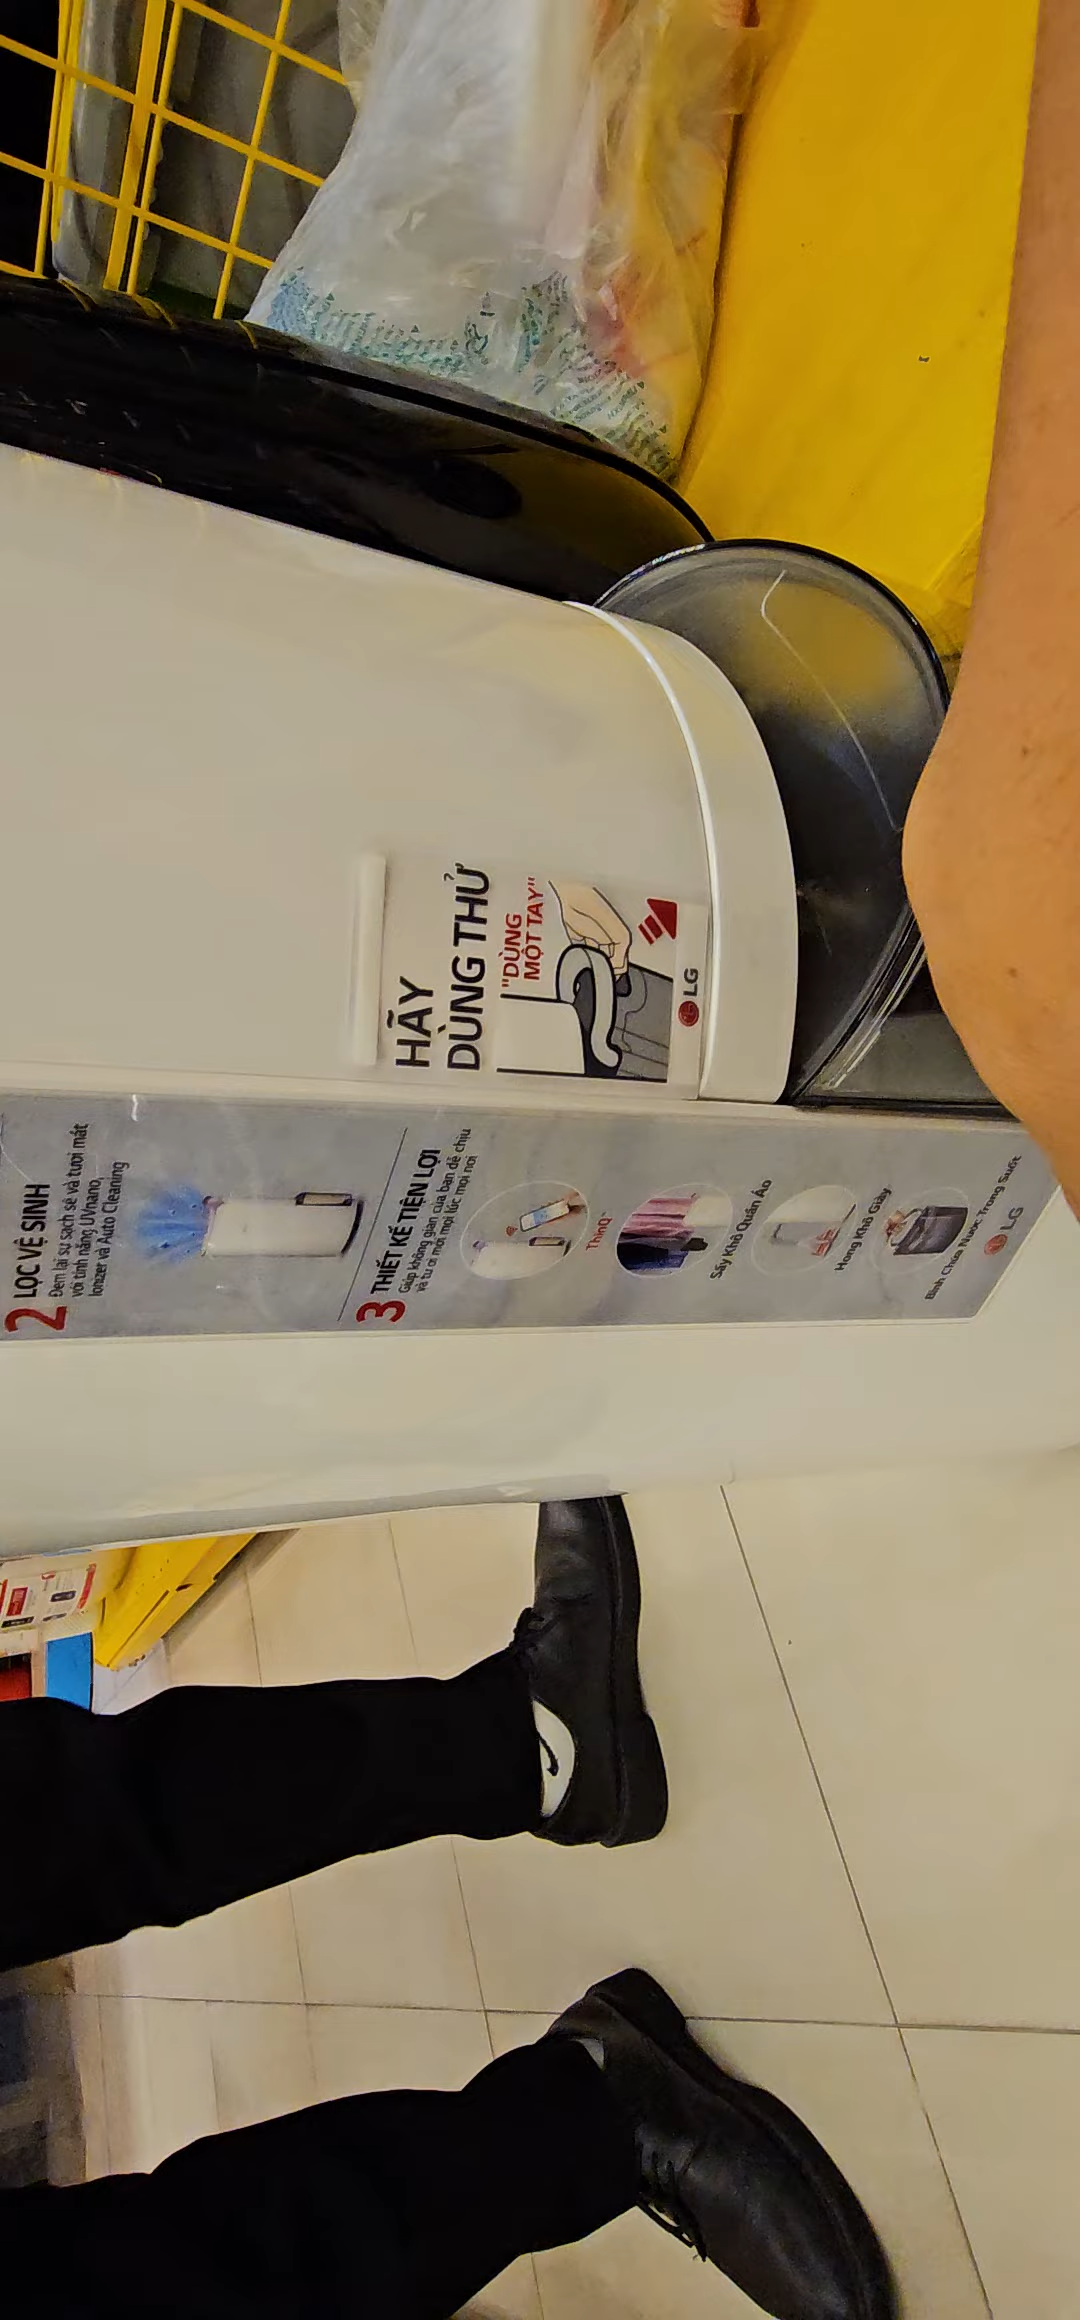 HÃY
DÙNG THỬ
"DÙNG
MỘT TAY"
LG
2 LỌC VỆ SINH
Đem lại sự sạch sẽ và tươi mát
với tính năng UVnano,
Ionizer và Auto Cleaning
3 THIẾT KẾ TIỆN LỢI
Giúp không gian của bạn dễ chịu
và tự do mọi lúc mọi nơi
ThinQ
Sấy Khô Quần Áo
Hong Khô Giày
Bình Chứa Nước Trong Suốt
LG